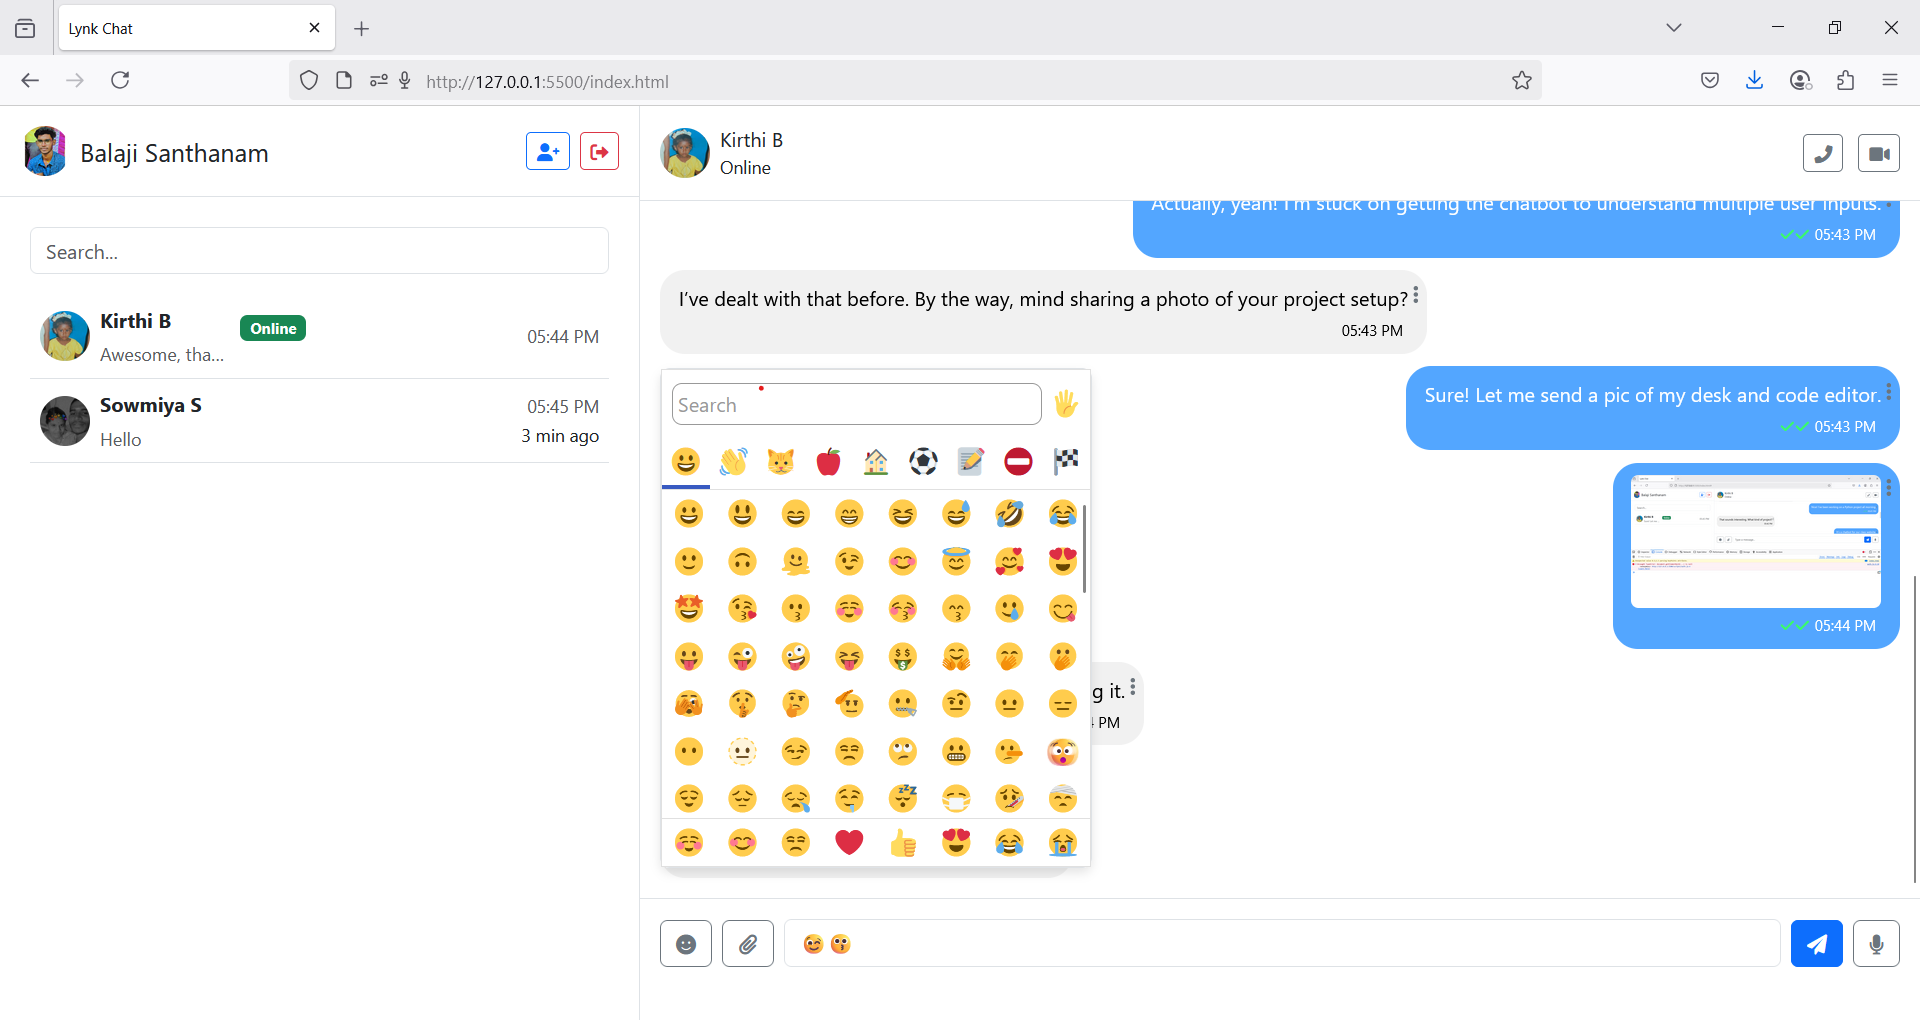 Lynk Chat
http://127.0.0.1:5500/index.html
Balaji Santhanam
Search...
Kirthi B
Online
05:44 PM
Awesome, tha...
Sowmiya S
05:45 PM
Hello
3 min ago
Kirthi B
Online
Actually, yeah! I'm stuck on getting the chatbot to understand multiple user inputs.
05:43 PM
I've dealt with that before. By the way, mind sharing a photo of your project setup?
05:43 PM
Sure! Let me send a pic of my desk and code editor.
05:43 PM
Search
05:44 PM
g it.
PM